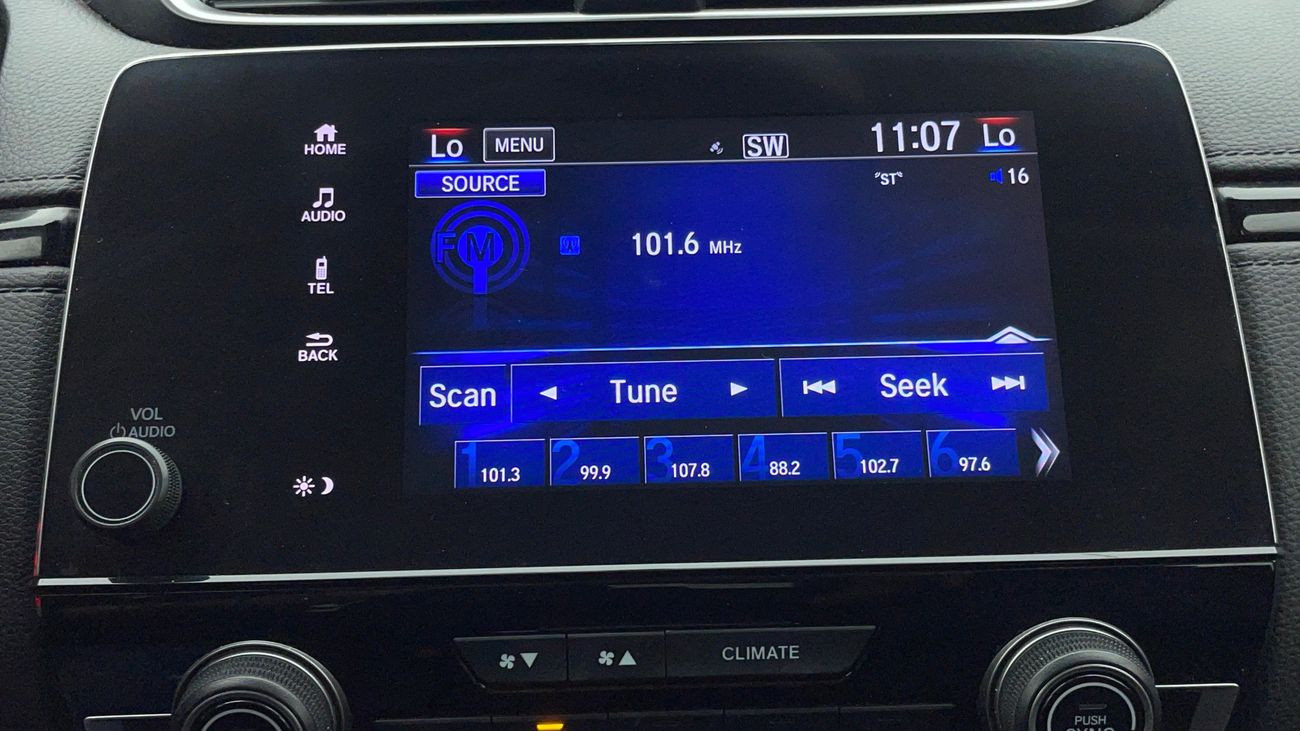 Lo MENU SW 11:07 Lo
SOURCE "ST" 16
FM 101.6 MHz
HOME
AUDIO
TEL
BACK
Scan Tune Seek
1 101.3 2 99.9 3 107.8 4 88.2 5 102.7 6 97.6
VOL
AUDIO
CLIMATE
PUSH
SYNC